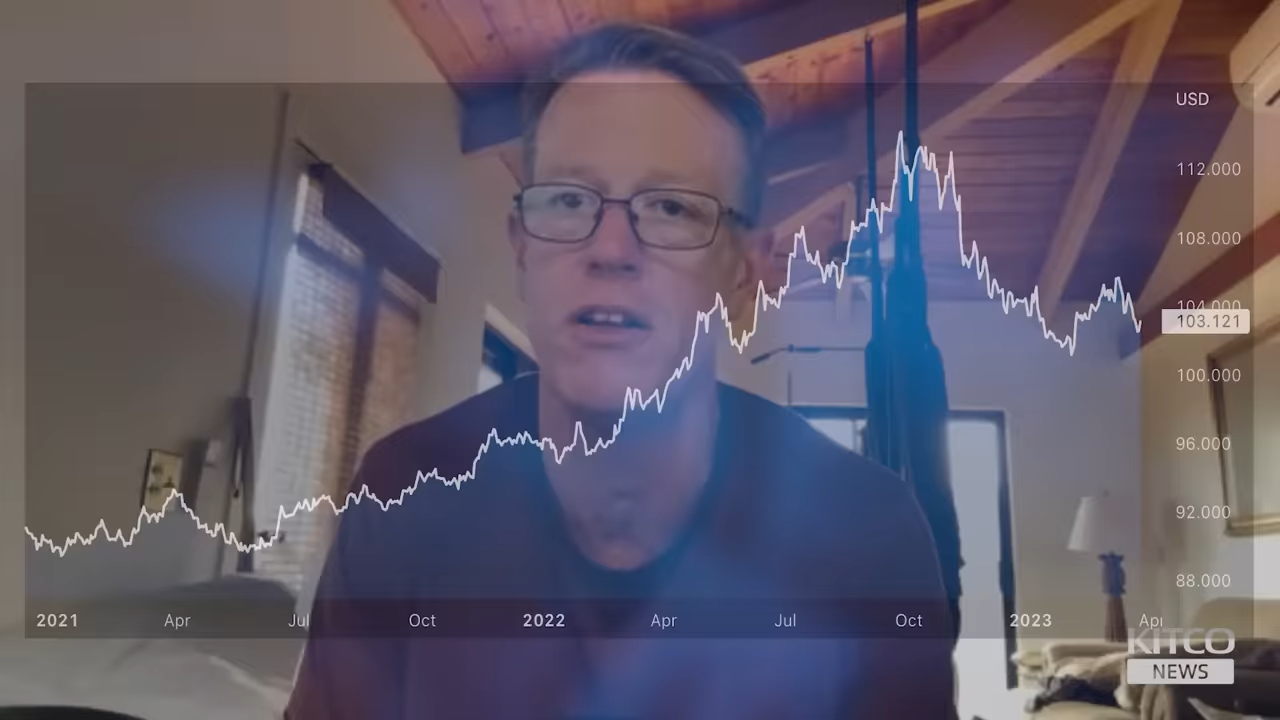 USD
112.000
108.000
104.000
103.121
100.000
96.000
92.000
88.000
2021 Apr Jul Oct 2022 Apr Jul Oct 2023 Apr
KITCO
NEWS